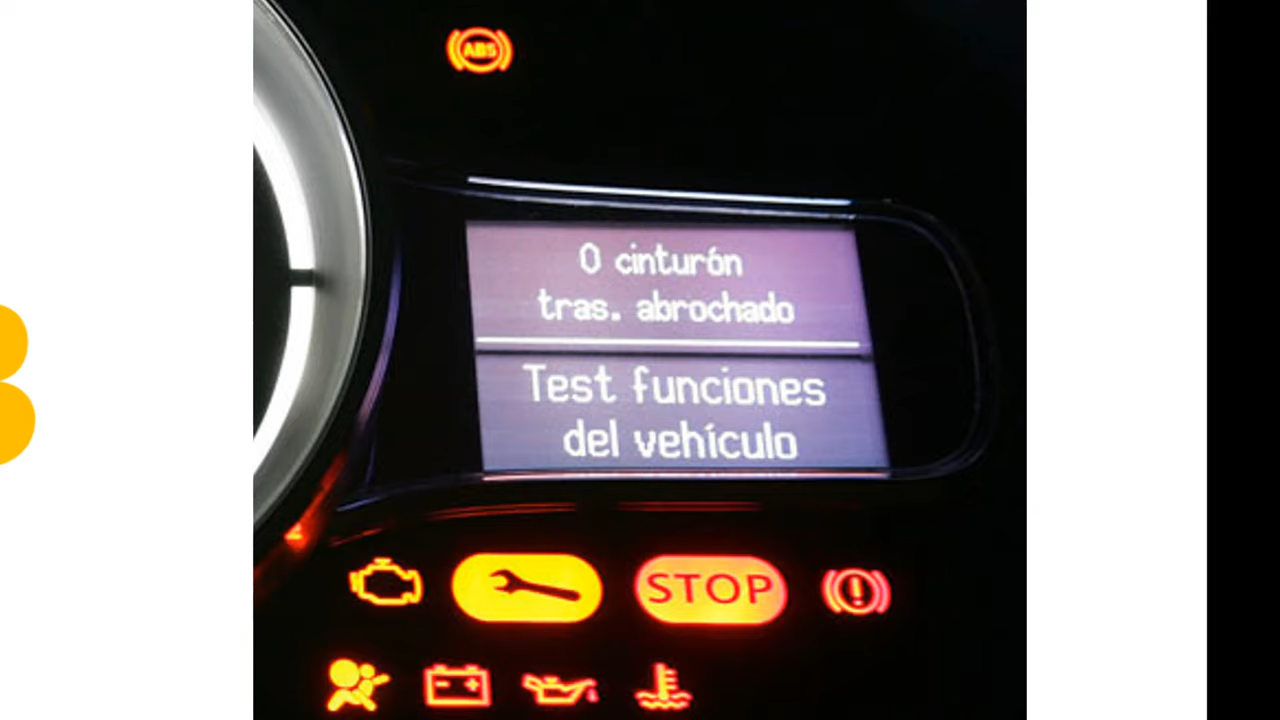 ABS
0 cinturón
tras. abrochado
Test funciones
del vehículo
STOP